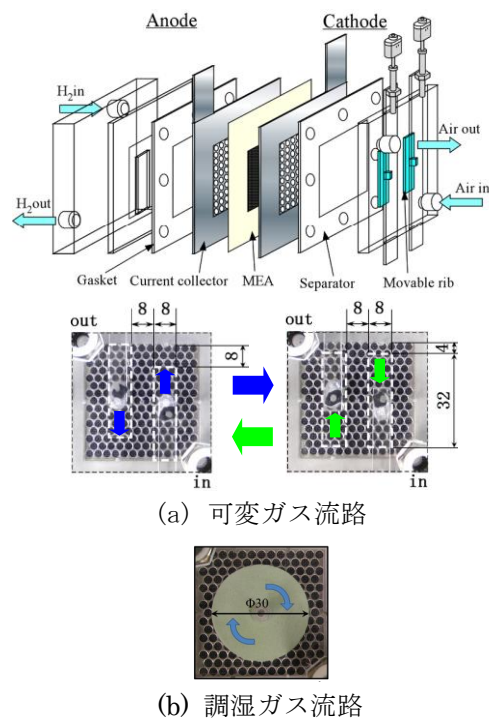 Anode
Cathode
H2in
H2out
Air out
Air in
Gasket
Current collector
MEA
Separator
Movable rib
8
8
8
out
in
8
8
4
32
out
in
(a) 可変ガス流路
Φ30
(b) 調湿ガス流路